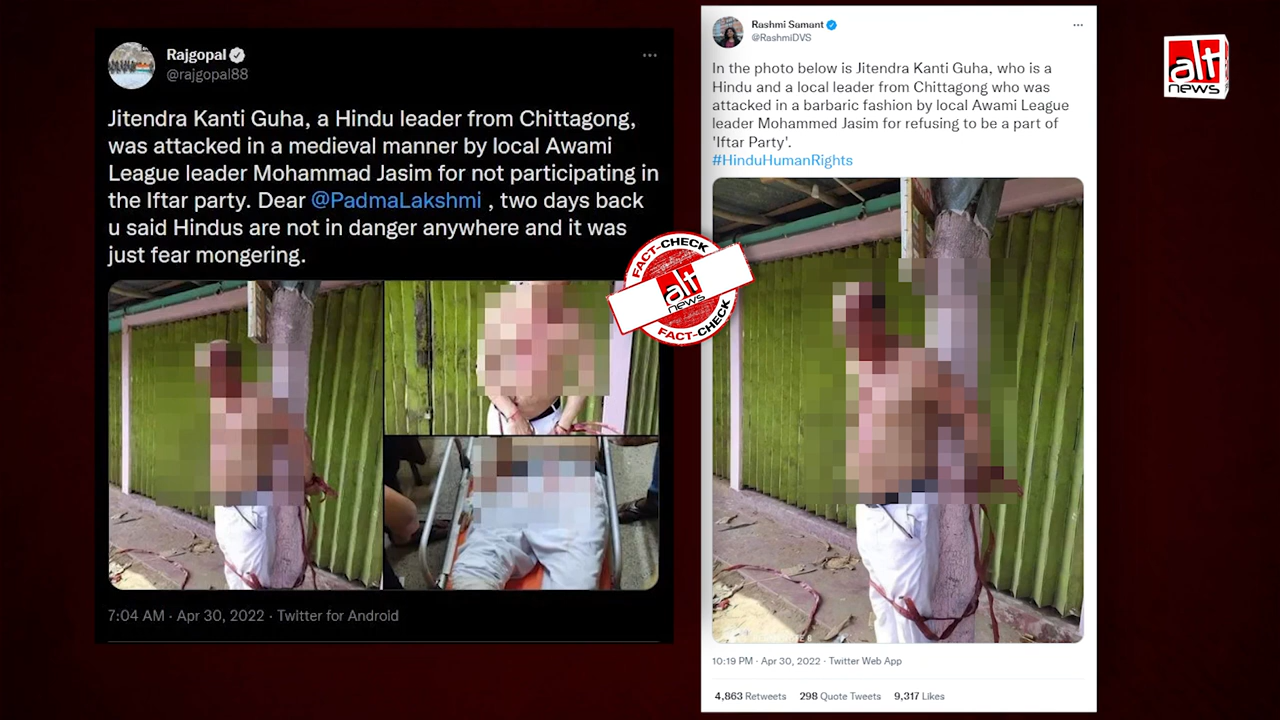 Rajgopal
@rajgopal88
Jitendra Kanti Guha, a Hindu leader from Chittagong,
was attacked in a medieval manner by local Awami
League leader Mohammad Jasim for not participating in
the Iftar party. Dear @PadmaLakshmi , two days back
u said Hindus are not in danger anywhere and it was
just fear mongering.
7:04 AM · Apr 30, 2022 · Twitter for Android
FACT-CHECK
alt
news
FACT-CHECK
Rashmi Samant
@RashmiDVS
In the photo below is Jitendra Kanti Guha, who is a
Hindu and a local leader from Chittagong who was
attacked in a barbaric fashion by local Awami League
leader Mohammed Jasim for refusing to be a part of
'Iftar Party'.
#HinduHumanRights
10:19 PM · Apr 30, 2022 · Twitter Web App
4,863 Retweets 298 Quote Tweets 9,317 Likes
alt
news